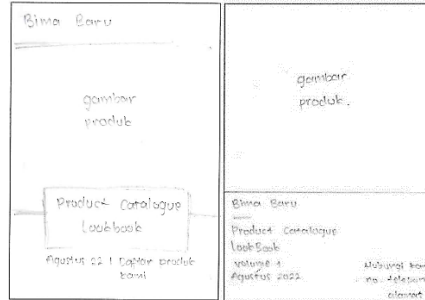 Bima Baru
gambar
produk
Product Catalogue
Lookbook
Agustus 22 | Daftar produk
kami
gambar
produk.
Bima Baru
Product Catalogue
Lookbook
volume 1
Agustus 2022
Hubungi kami
no. telepon
alamat